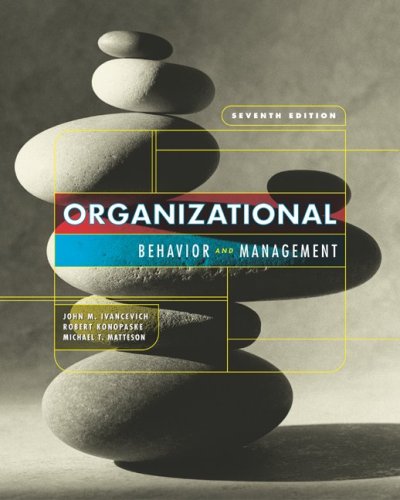 SEVENTH EDITION
ORGANIZATIONAL
BEHAVIOR AND MANAGEMENT
JOHN M. IVANCEVICH
ROBERT KONOPASKE
MICHAEL T. MATTESON